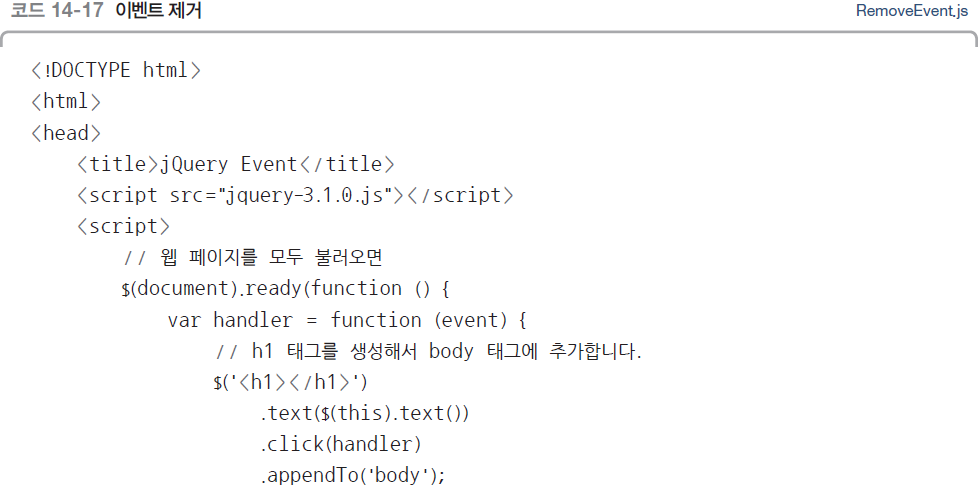 코드 14-17 이벤트 제거 RemoveEvent.js
<!DOCTYPE html>
<html>
<head>
    <title>jQuery Event</title>
    <script src="jquery-3.1.0.js"></script>
    <script>
        // 웹 페이지를 모두 불러오면
        $(document).ready(function () {
            var handler = function (event) {
                // h1 태그를 생성해서 body 태그에 추가합니다.
                $('<h1></h1>')
                    .text($(this).text())
                    .click(handler)
                    .appendTo('body');